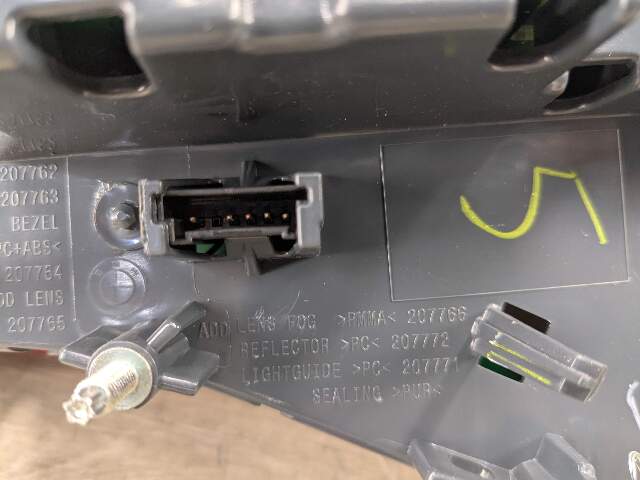 207762
207763
BEZEL
PC+ABS<
207764
ADD LENS
207765
ADD LENS FOG >PMMA< 207766
REFLECTOR >PC< 207772
LIGHTGUIDE >PC< 207771
SEALING >PUR<
5